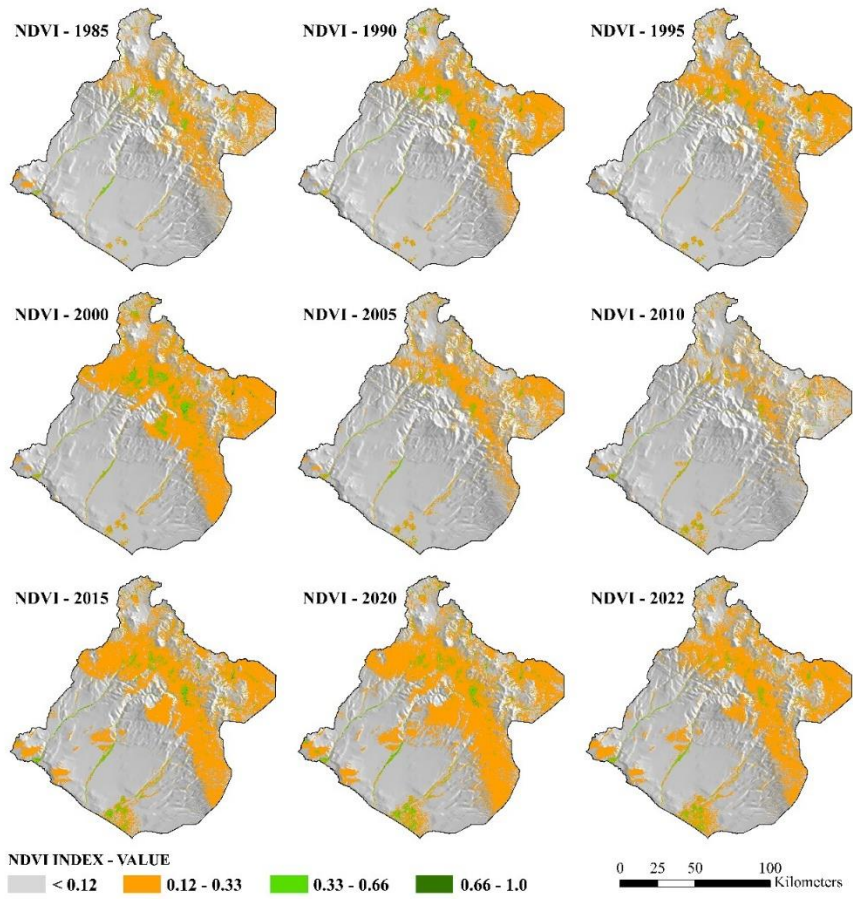 NDVI - 1985
NDVI - 1990
NDVI - 1995
NDVI - 2000
NDVI - 2005
NDVI - 2010
NDVI - 2015
NDVI - 2020
NDVI - 2022
NDVI INDEX - VALUE
< 0.12
0.12 - 0.33
0.33 - 0.66
0.66 - 1.0
0 25 50 100
Kilometers